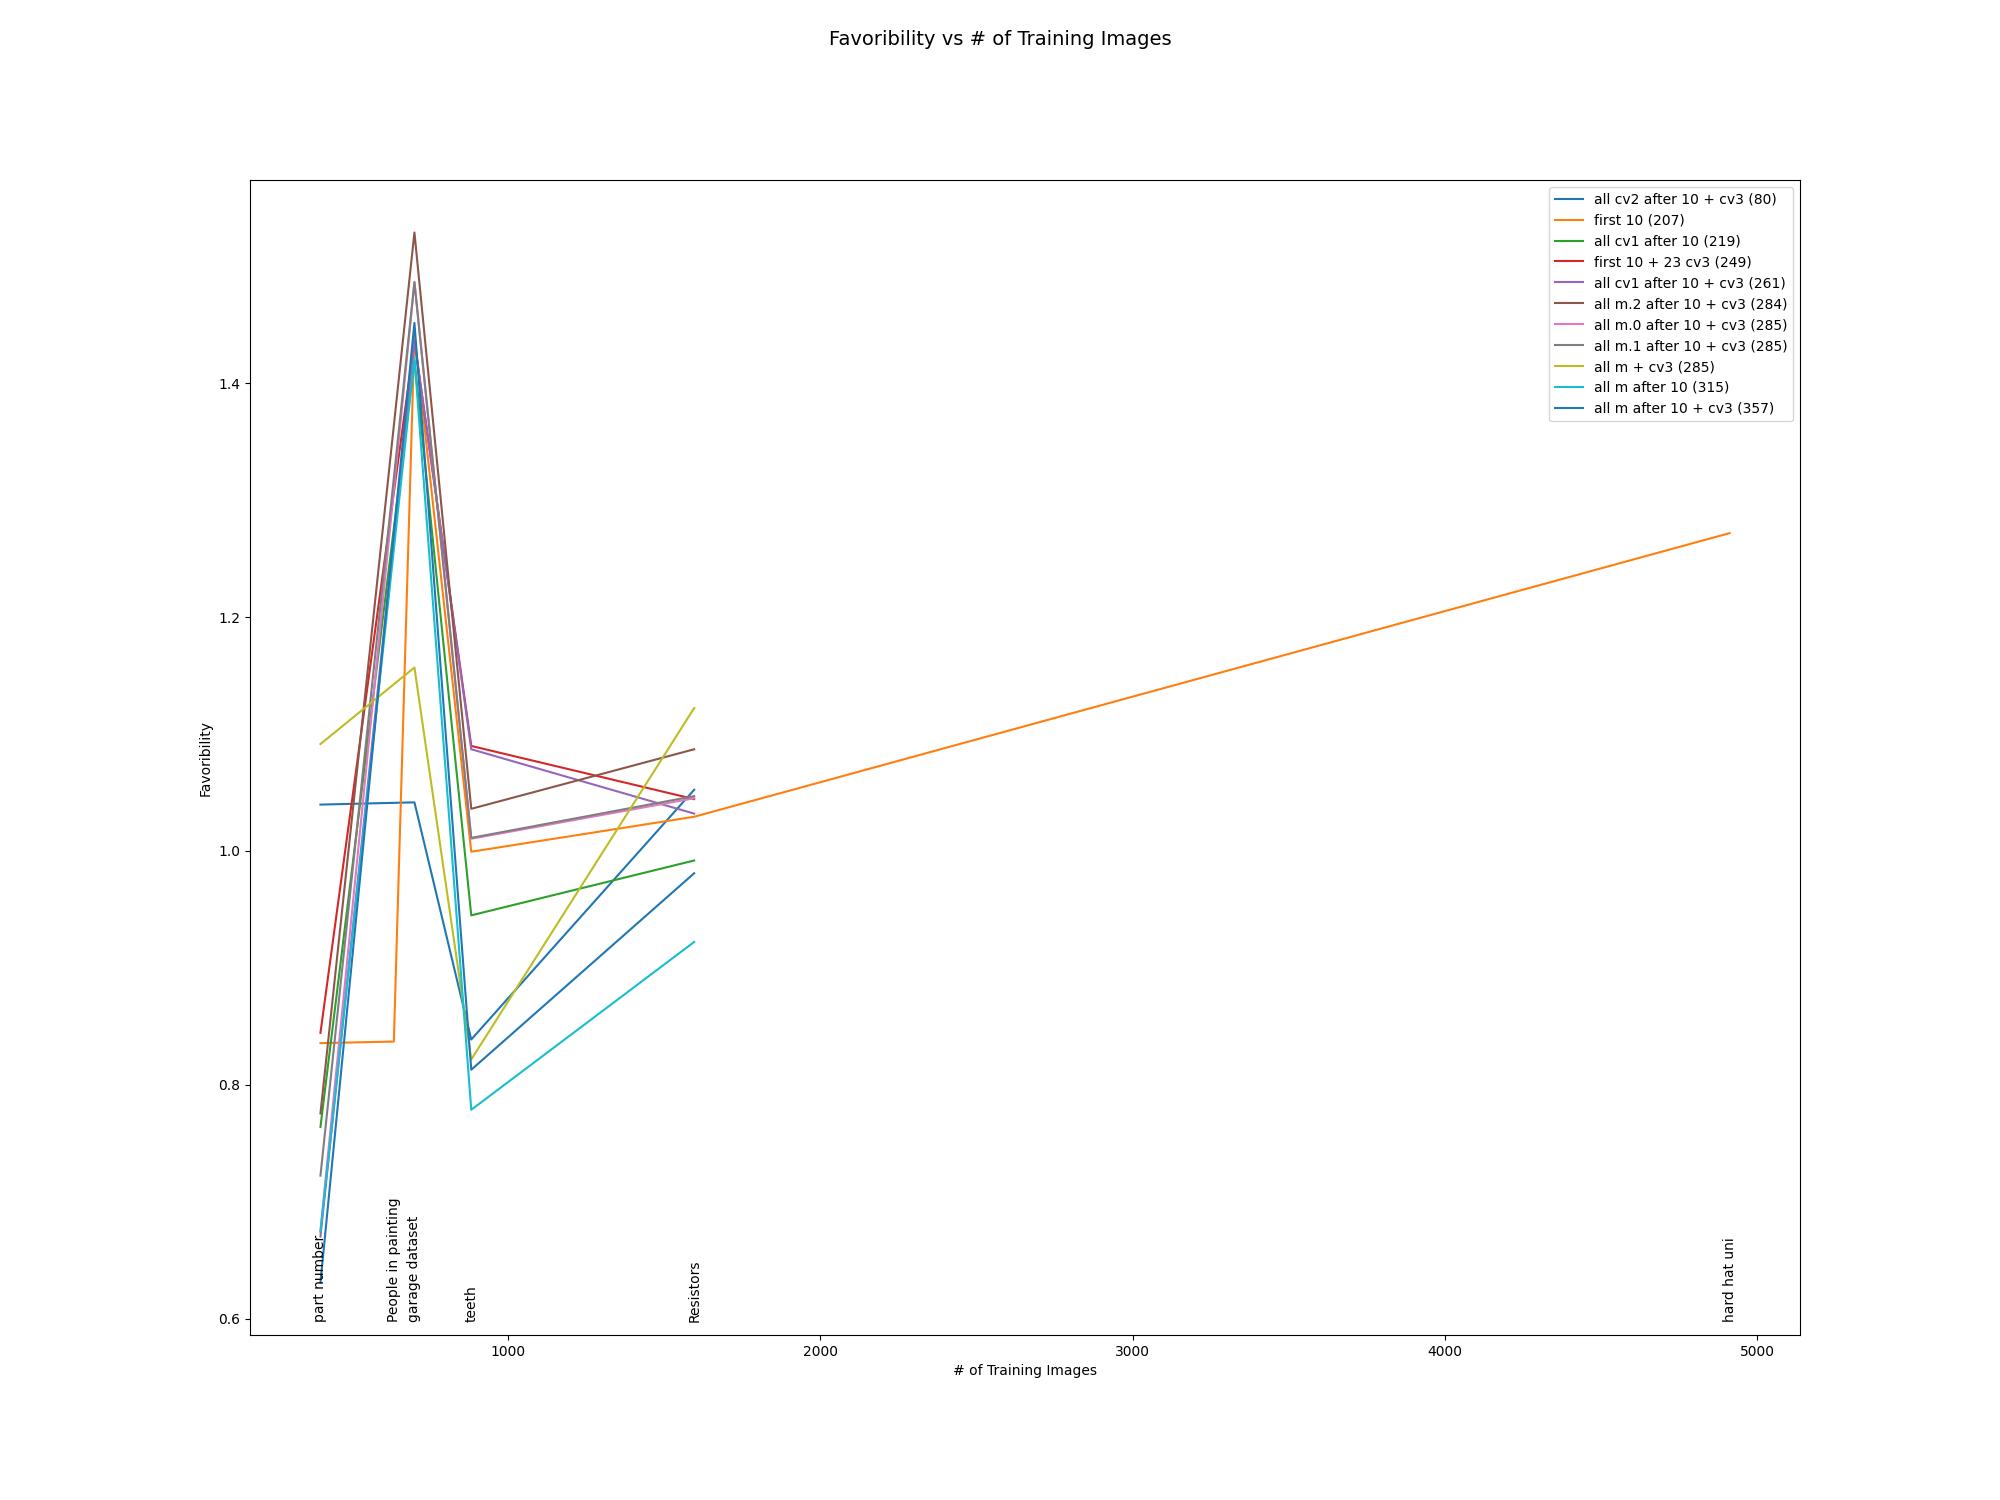 Favoribility vs # of Training Images
all cv2 after 10 + cv3 (80)
first 10 (207)
all cv1 after 10 (219)
first 10 + 23 cv3 (249)
all cv1 after 10 + cv3 (261)
all m.2 after 10 + cv3 (284)
all m.0 after 10 + cv3 (285)
all m.1 after 10 + cv3 (285)
all m + cv3 (285)
all m after 10 (315)
all m after 10 + cv3 (357)
Favoribility
1.4
1.2
1.0
0.8
0.6
part number
People in painting
garage dataset
teeth
Resistors
hard hat uni
1000
2000
3000
4000
5000
# of Training Images